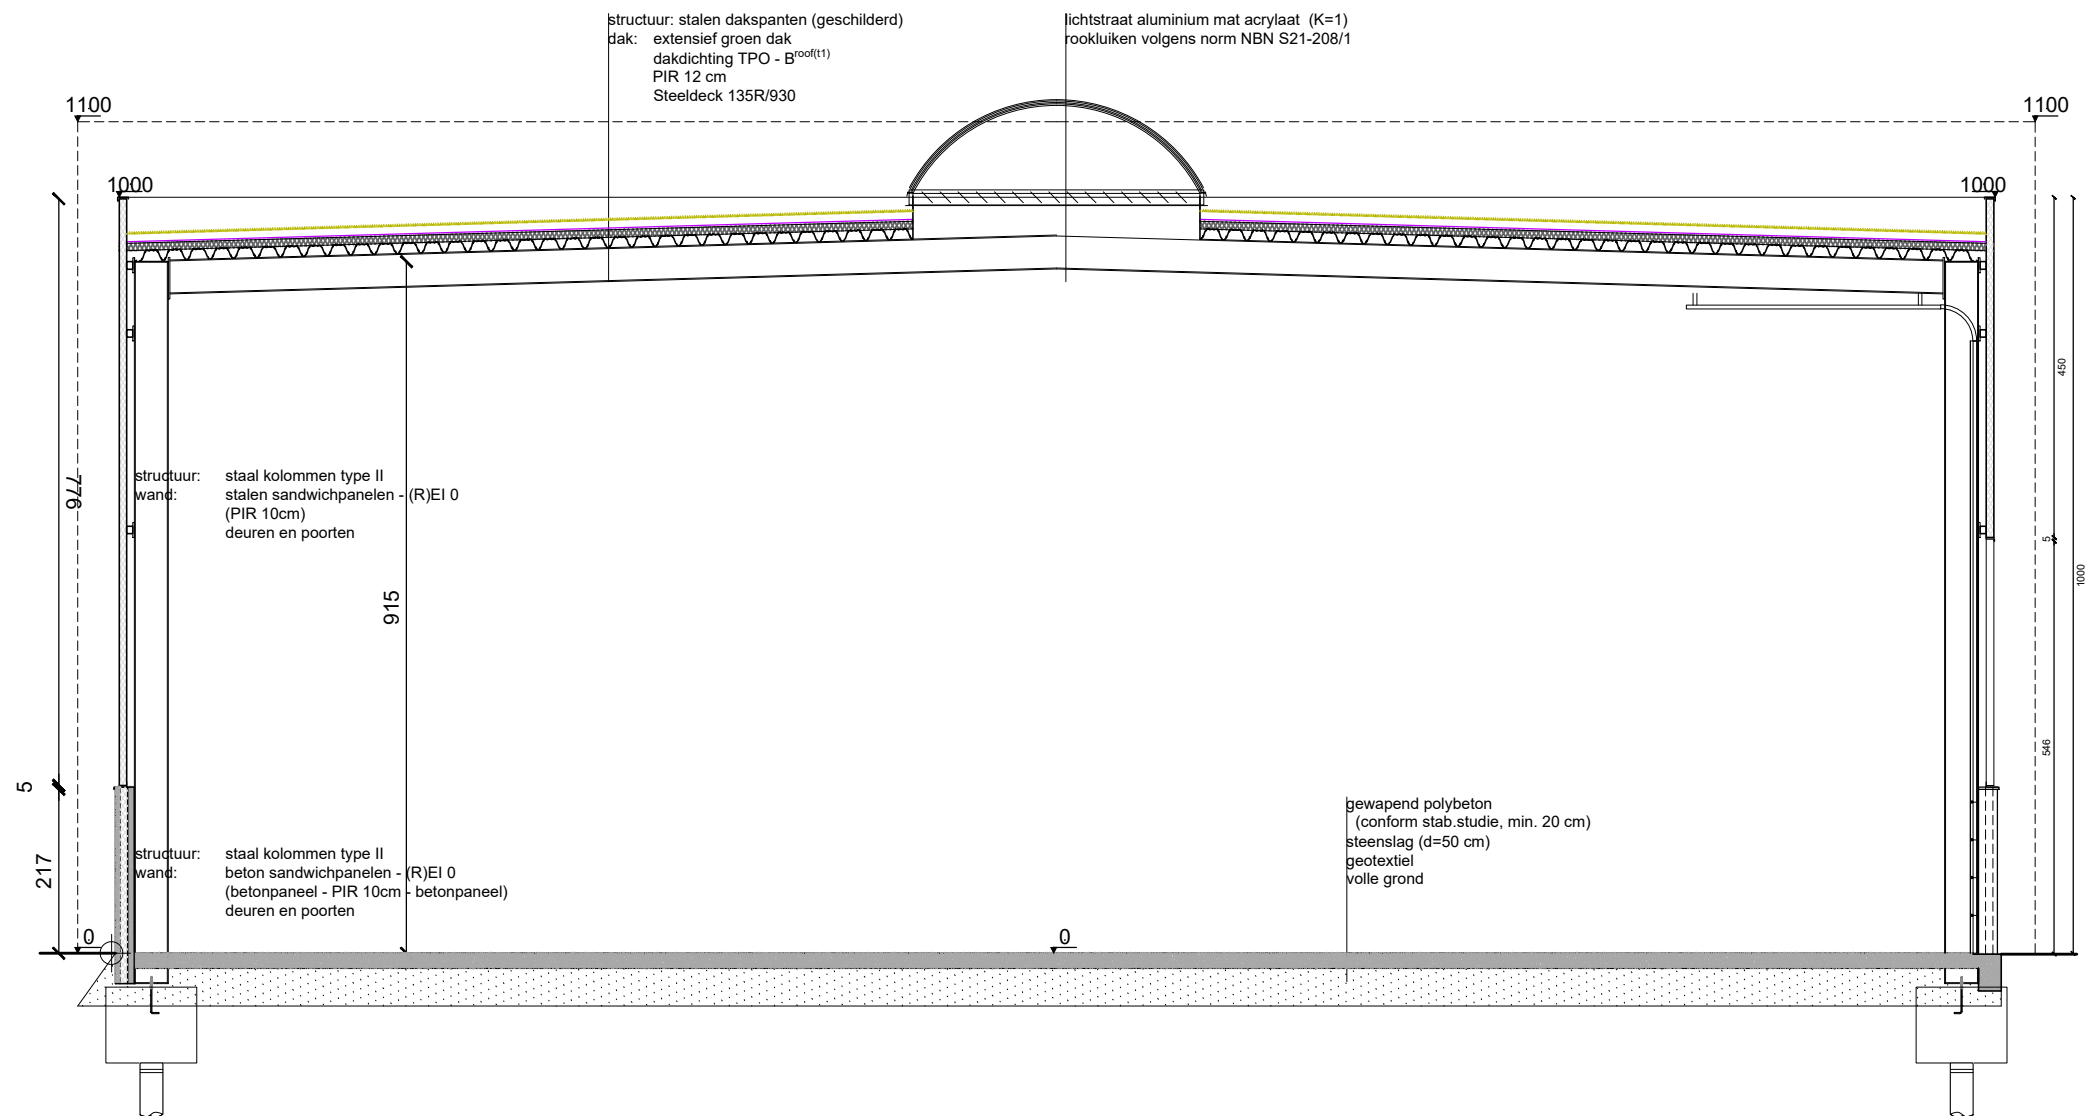 structuur: stalen dakspanten (geschilderd)
dak: extensief groen dak
dakdichting TPO - Broof(t1)
PIR 12 cm
Steeldeck 135R/930
lichtstraat aluminium mat acrylaat (K=1)
rookluiken volgens norm NBN S21-208/1
1100
1100
1000
1000
450
776
structuur: staal kolommen type II
wand: stalen sandwichpanelen - (R)EI 0
(PIR 10cm)
deuren en poorten
5
1000
915
546
5
gewapend polybeton
(conform stab.studie, min. 20 cm)
steenslag (d=50 cm)
geotextiel
volle grond
217
structuur: staal kolommen type II
wand: beton sandwichpanelen - (R)EI 0
(betonpaneel - PIR 10cm - betonpaneel)
deuren en poorten
0
0